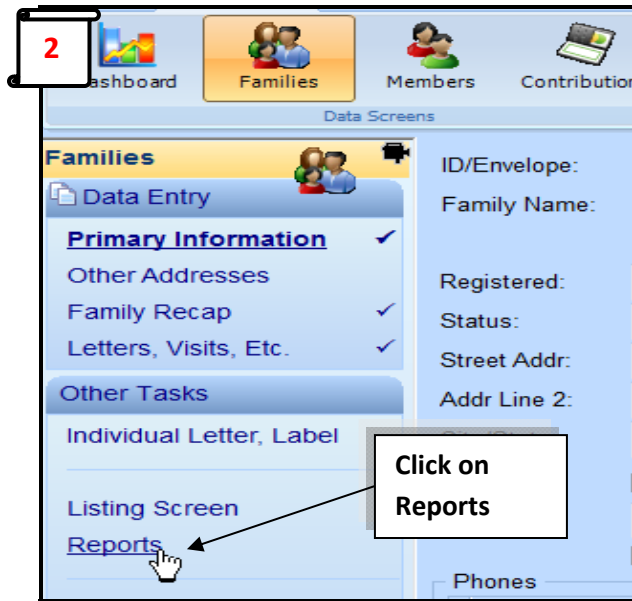 2
Dashboard Families Members Contribution
Data Screens
Families
Data Entry
Primary Information
Other Addresses
Family Recap
Letters, Visits, Etc.
Other Tasks
Individual Letter, Label
Listing Screen
Reports
ID/Envelope:
Family Name:
Registered:
Status:
Street Addr:
Addr Line 2:
Click on
Reports
Phones